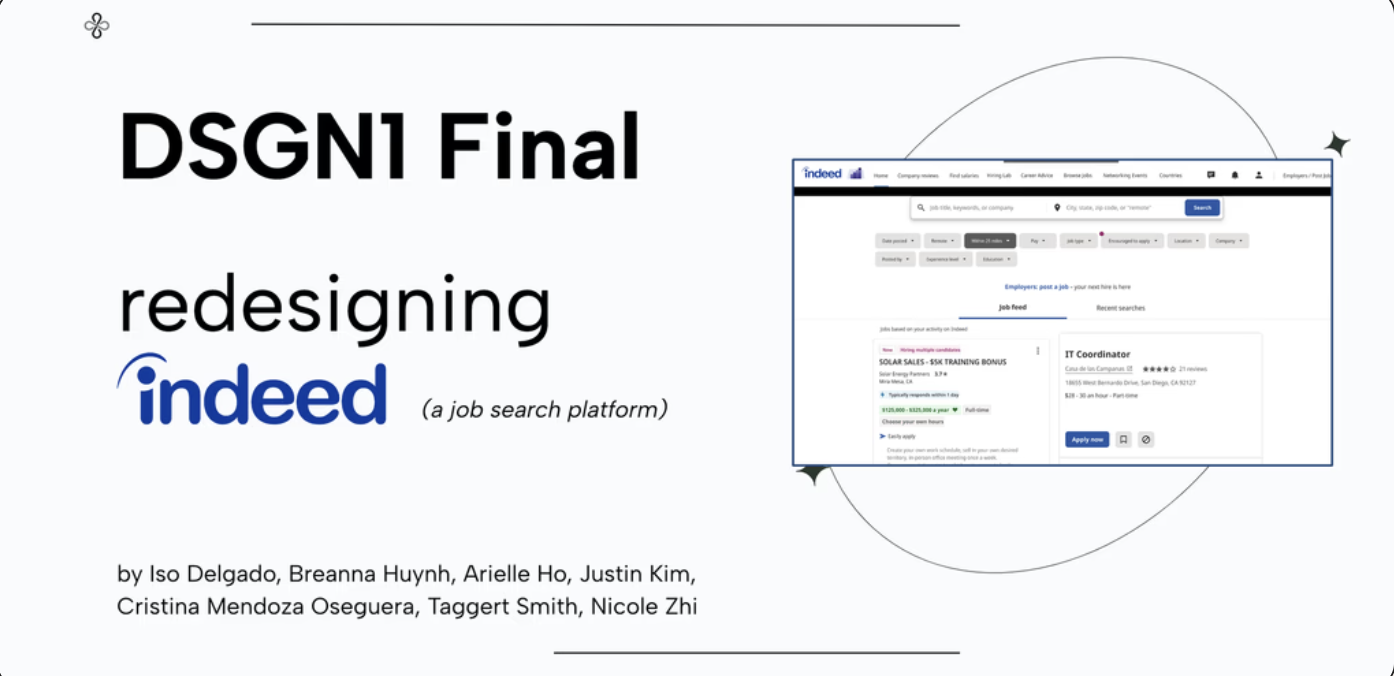 DSGN1 Final
redesigning
indeed
(a job search platform)
by Iso Delgado, Breanna Huynh, Arielle Ho, Justin Kim,
Cristina Mendoza Oseguera, Taggert Smith, Nicole Zhi
indeed Home Company reviews Find salaries Hiring Lab Career Advice Browse Jobs Networking Events Countries Employers / Post Job
Job title, keywords, or company City, state, zip code, or "remote" Search
Date posted Remote Within 25 miles Pay Job type Encouraged to apply Location Company
Posted by Experience level Education
Employers: post a job - your next hire is here
Job feed Recent searches
Jobs based on your activity on Indeed
New Hiring multiple candidates
SOLAR SALES - $5K TRAINING BONUS
Solar Energy Partners 3.7
Mira Mesa, CA
Typically responds within 1 day
$125,000 - $325,000 a year Full-time
Choose your own hours
Easily apply
Create your own work schedule, sell in your own desired
territory. In person office meeting once a week.
IT Coordinator
Casa de las Campanas 21 reviews
18655 West Bernardo Drive, San Diego, CA 92127
$28 - 30 an hour - Part-time
Apply now